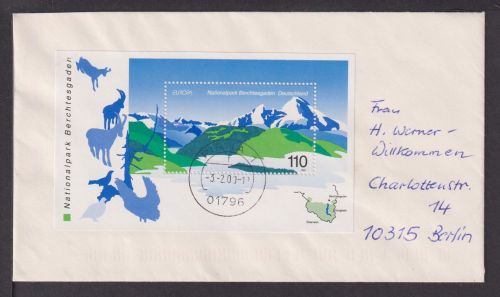 Nationalpark Berchtesgaden
EUROPA
Nationalpark Berchtesgaden Deutschland
110
01796
Frau
H. Werner-
Willkommen
Charlottenstr.
14
10315 Berlin